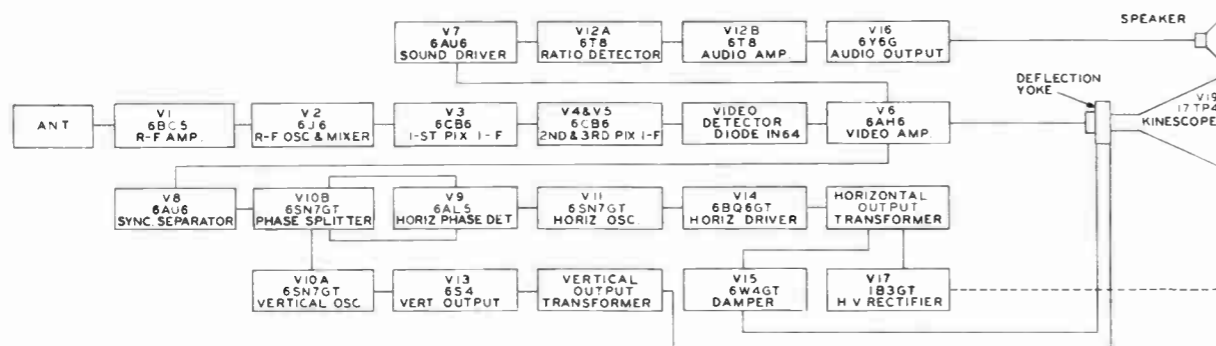 SPEAKER
V7
6AU6
SOUND DRIVER
V12A
6T8
RATIO DETECTOR
V12B
6T8
AUDIO AMP.
V16
6Y6G
AUDIO OUTPUT
DEFLECTION
YOKE
V19
17TP4
KINESCOPE
ANT
V1
6BC5
R-F AMP.
V2
6J6
R-F OSC & MIXER
V3
6CB6
1-ST PIX I-F
V4 & V5
6CB6
2ND & 3RD PIX I-F
VIDEO
DETECTOR
DIODE IN64
V6
6AH6
VIDEO AMP.
V8
6AU6
SYNC. SEPARATOR
V10B
6SN7GT
PHASE SPLITTER
V9
6AL5
HORIZ PHASE DET.
V11
6SN7GT
HORIZ OSC.
V14
6BQ6GT
HORIZ DRIVER
HORIZONTAL
OUTPUT
TRANSFORMER
V10A
6SN7GT
VERTICAL OSC.
V13
6S4
VERT OUTPUT
VERTICAL
OUTPUT
TRANSFORMER
V15
6W4GT
DAMPER
V17
1B3GT
H V RECTIFIER